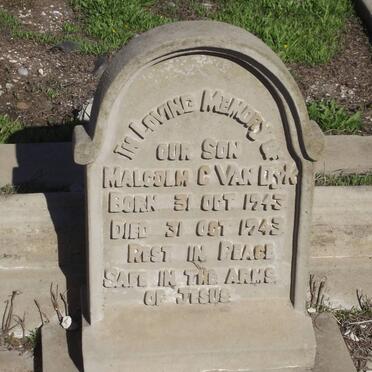 IN LOVING MEMORY OF
OUR SON
MALCOLM C VAN DYK
BORN 31 OCT 1943
DIED 31 OCT 1943
REST IN PEACE
SAFE IN THE ARMS
OF JESUS